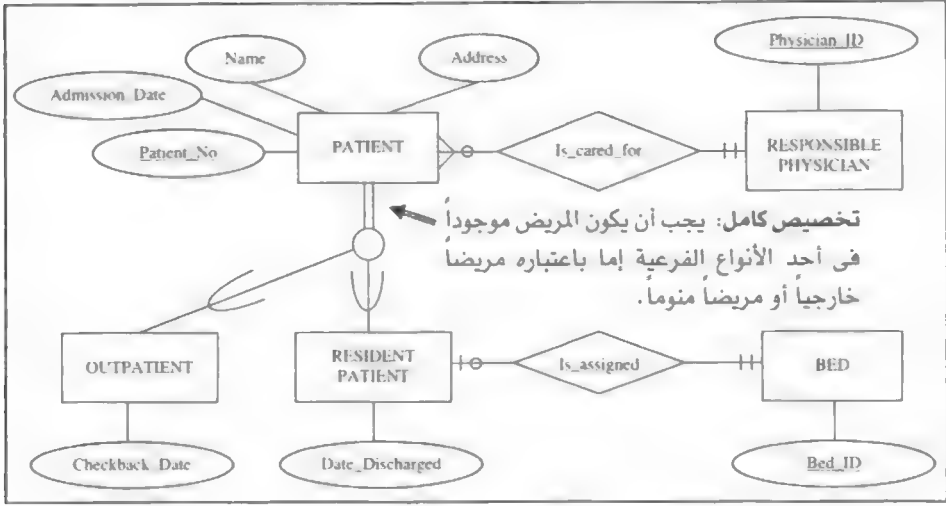 Physician_ID
Name
Address
Admission_Date
Patient_No
PATIENT
Is_cared_for
RESPONSIBLE
PHYSICIAN
تخصيص كامل: يجب أن يكون المريض موجوداً
فى أحد الأنواع الفرعية إما باعتباره مريضاً
خارجياً أو مريضاً منوماً.
OUTPATIENT
RESIDENT
PATIENT
Is_assigned
BED
Checkback_Date
Date_Discharged
Bed_ID